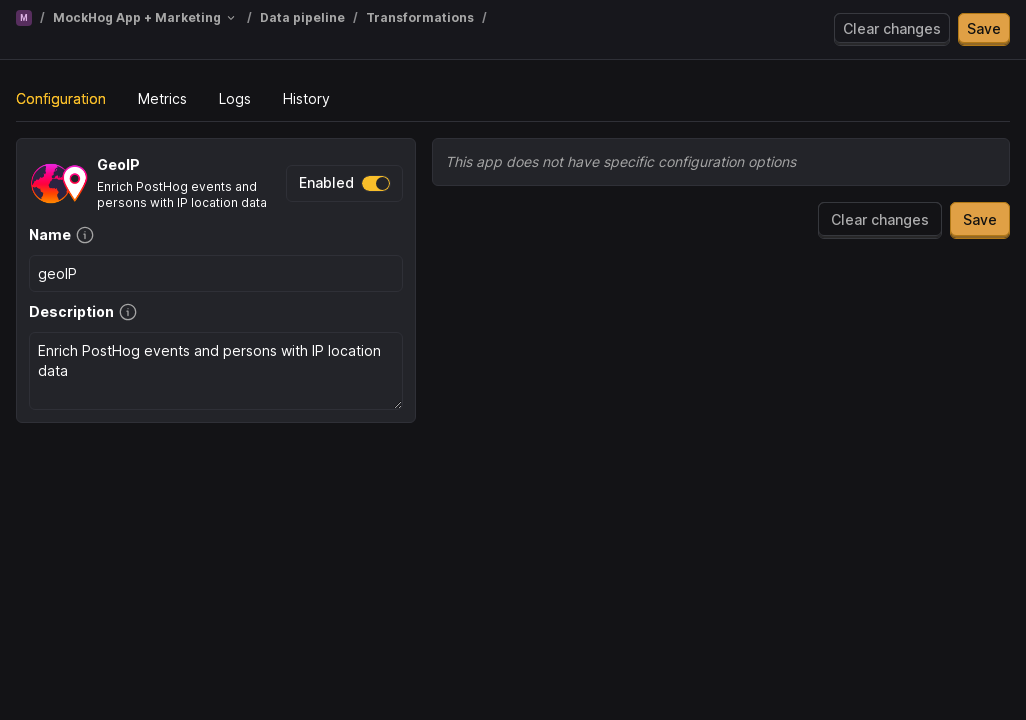 M / MockHog App + Marketing / Data pipeline / Transformations /
Clear changes Save
Configuration Metrics Logs History
GeoIP
Enrich PostHog events and
persons with IP location data
Enabled
This app does not have specific configuration options
Clear changes Save
Name
geoIP
Description
Enrich PostHog events and persons with IP location
data